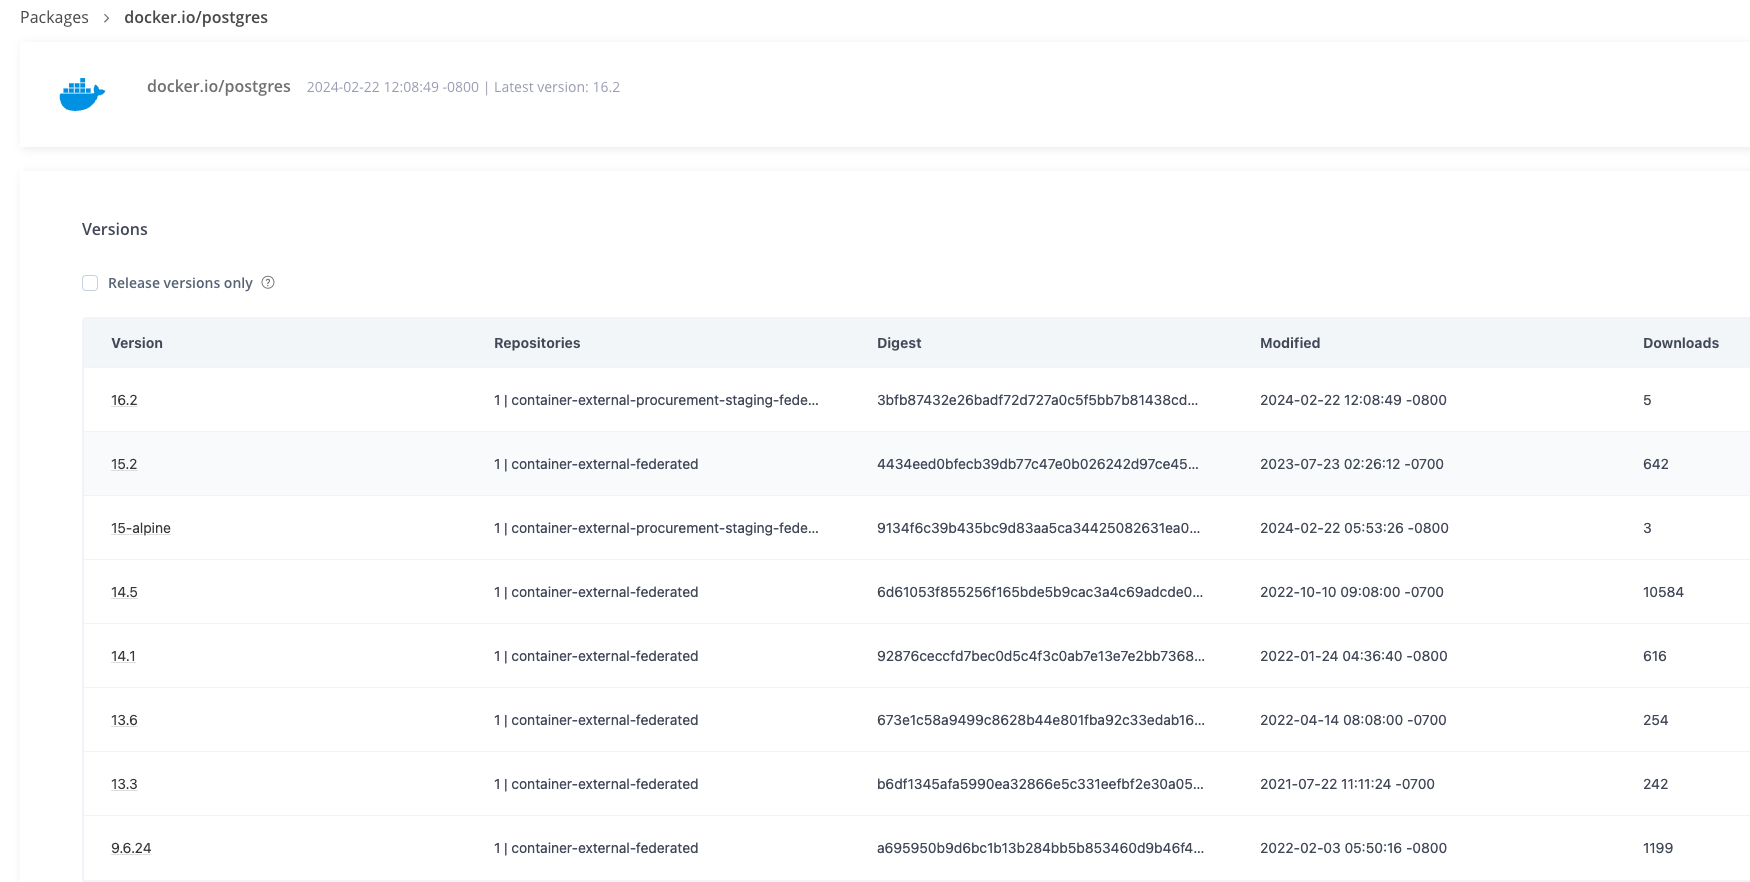 Packages > docker.io/postgres
docker.io/postgres 2024-02-22 12:08:49 -0800 | Latest version: 16.2
Versions
Release versions only ?
Version Repositories Digest Modified Downloads
16.2 1 | container-external-procurement-staging-fede... 3bfb87432e26badf72d727a0c5f5bb7b81438cd... 2024-02-22 12:08:49 -0800 5
15.2 1 | container-external-federated 4434eed0bfecb39db77c47e0b026242d97ce45... 2023-07-23 02:26:12 -0700 642
15-alpine 1 | container-external-procurement-staging-fede... 9134f6c39b435bc9d83aa5ca34425082631ea0... 2024-02-22 05:53:26 -0800 3
14.5 1 | container-external-federated 6d61053f855256f165bde5b9cac3a4c69adcde0... 2022-10-10 09:08:00 -0700 10584
14.1 1 | container-external-federated 92876ceccfd7bec0d5c4f3c0ab7e13e7e2bb7368... 2022-01-24 04:36:40 -0800 616
13.6 1 | container-external-federated 673e1c58a9499c8628b44e801fba92c33edab16... 2022-04-14 08:08:00 -0700 254
13.3 1 | container-external-federated b6df1345afa5990ea32866e5c331eefbf2e30a05... 2021-07-22 11:11:24 -0700 242
9.6.24 1 | container-external-federated a695950b9d6bc1b13b284bb5b853460d9b46f4... 2022-02-03 05:50:16 -0800 1199